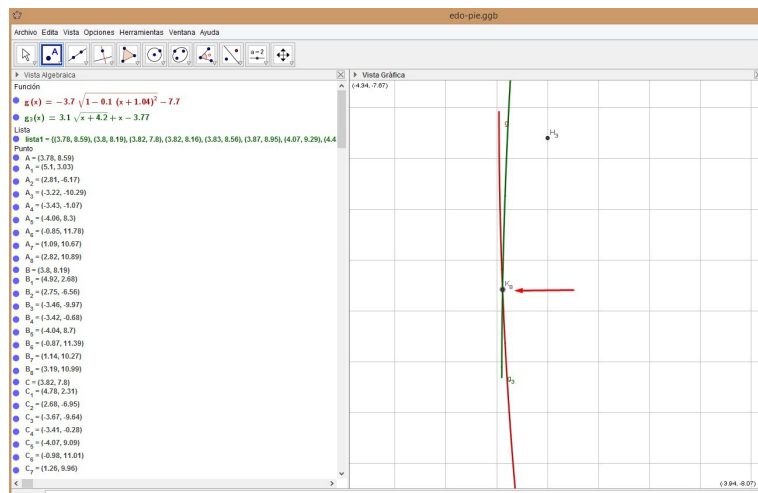 edo-pie.ggb
Archivo Edita Vista Opciones Herramientas Ventana Ayuda
A
a=2
Vista Algebraica
Vista Gráfica
Función
g(x) = −3.7 √(1 − 0.1 (x + 1.04)²) − 7.7
g₃(x) = 3.1 √(x + 4.2) + x − 3.77
Lista
lista1 = {(3.78, 8.59), (3.8, 8.19), (3.82, 7.8), (3.82, 8.16), (3.83, 8.56), (3.87, 8.95), (4.07, 9.29), (4.4
Punto
A = (3.78, 8.59)
A₁ = (5.1, 3.03)
A₂ = (2.81, -6.17)
A₃ = (-3.22, -10.29)
A₄ = (-3.43, -1.07)
A₅ = (-4.06, 8.3)
A₆ = (-0.85, 11.78)
A₇ = (1.09, 10.67)
A₈ = (2.82, 10.89)
B = (3.8, 8.19)
B₁ = (4.92, 2.68)
B₂ = (2.75, -6.56)
B₃ = (-3.46, -9.97)
B₄ = (-3.42, -0.68)
B₅ = (-4.04, 8.7)
B₆ = (-0.87, 11.39)
B₇ = (1.14, 10.27)
B₈ = (3.19, 10.99)
C = (3.82, 7.8)
C₁ = (4.78, 2.31)
C₂ = (2.68, -6.95)
C₃ = (-3.67, -9.64)
C₄ = (-3.41, -0.28)
C₅ = (-4.07, 9.09)
C₆ = (-0.98, 11.01)
C₇ = (1.26, 9.96)
(-4.34, -7.67)
g
H₃
g₃
(-3.94, -8.07)